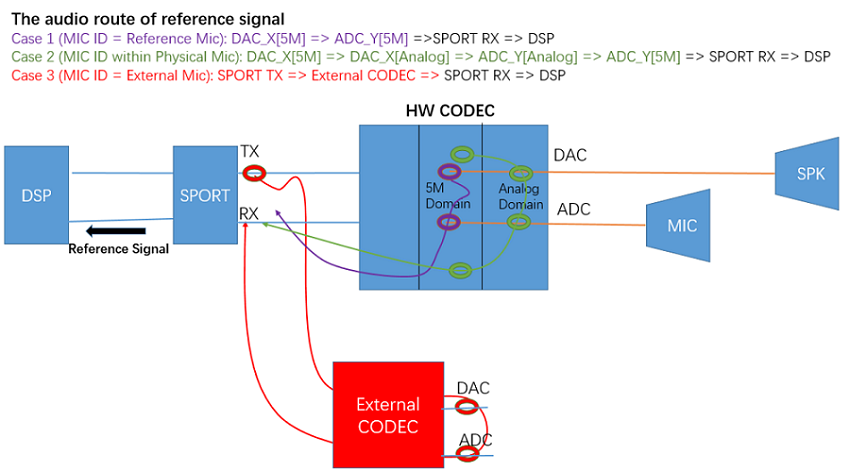 The audio route of reference signal
Case 1 (MIC ID = Reference Mic): DAC_X[5M] => ADC_Y[5M] =>SPORT RX => DSP
Case 2 (MIC ID within Physical Mic): DAC_X[5M] => DAC_X[Analog] => ADC_Y[Analog] => ADC_Y[5M] => SPORT RX => DSP
Case 3 (MIC ID = External Mic): SPORT TX => External CODEC => SPORT RX => DSP
HW CODEC
TX
DAC
DSP
SPORT
5M
Domain
Analog
Domain
SPK
RX
ADC
MIC
Reference Signal
External
CODEC
DAC
ADC